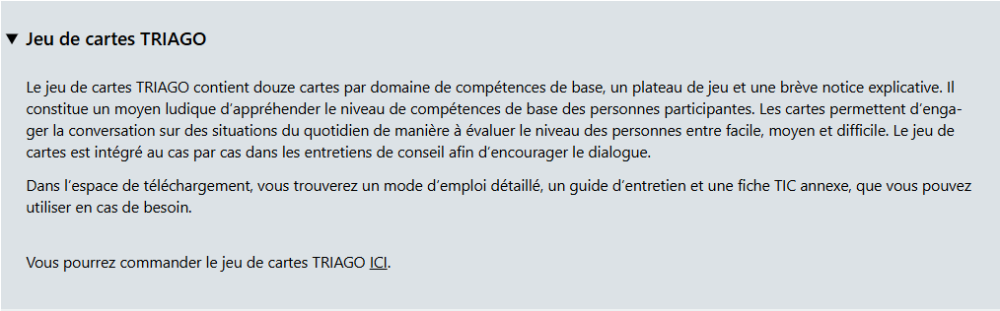 Jeu de cartes TRIAGO
Le jeu de cartes TRIAGO contient douze cartes par domaine de compétences de base, un plateau de jeu et une brève notice explicative. Il
constitue un moyen ludique d’appréhender le niveau de compétences de base des personnes participantes. Les cartes permettent d’enga-
ger la conversation sur des situations du quotidien de manière à évaluer le niveau des personnes entre facile, moyen et difficile. Le jeu de
cartes est intégré au cas par cas dans les entretiens de conseil afin d’encourager le dialogue.
Dans l’espace de téléchargement, vous trouverez un mode d’emploi détaillé, un guide d’entretien et une fiche TIC annexe, que vous pouvez
utiliser en cas de besoin.
Vous pourrez commander le jeu de cartes TRIAGO ICI.